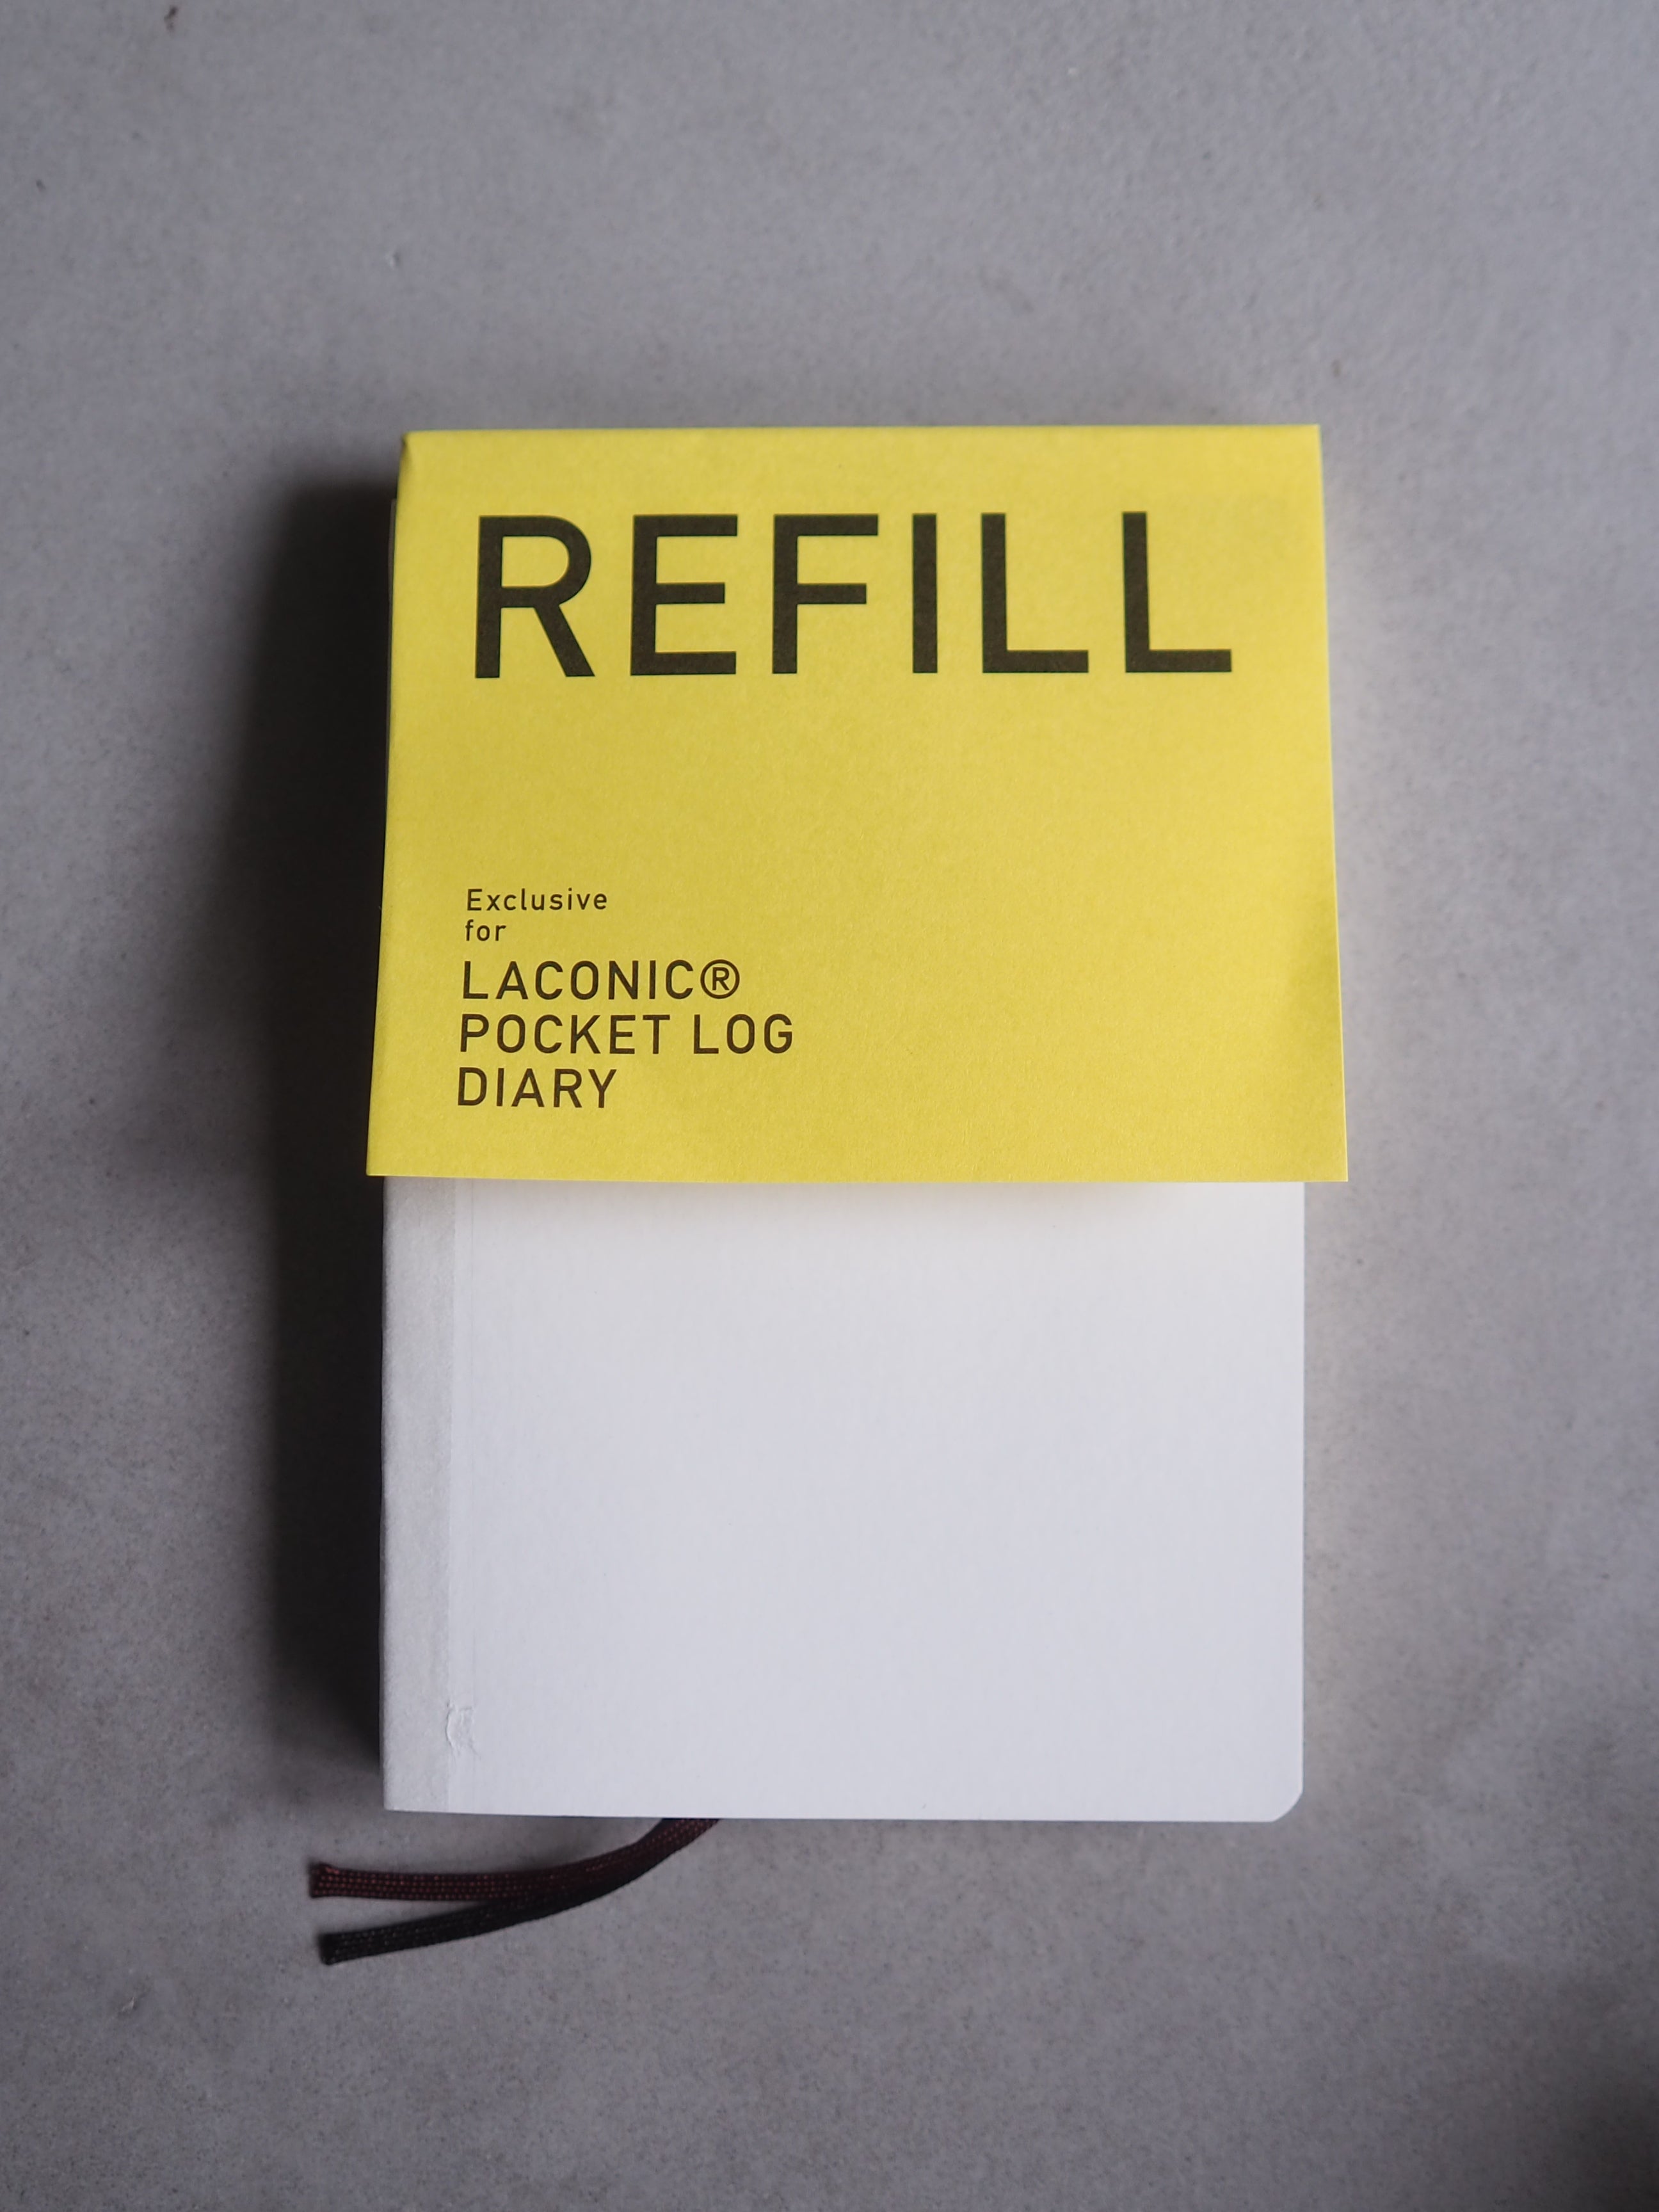 REFILL
Exclusive
for
LACONIC®
POCKET LOG
DIARY